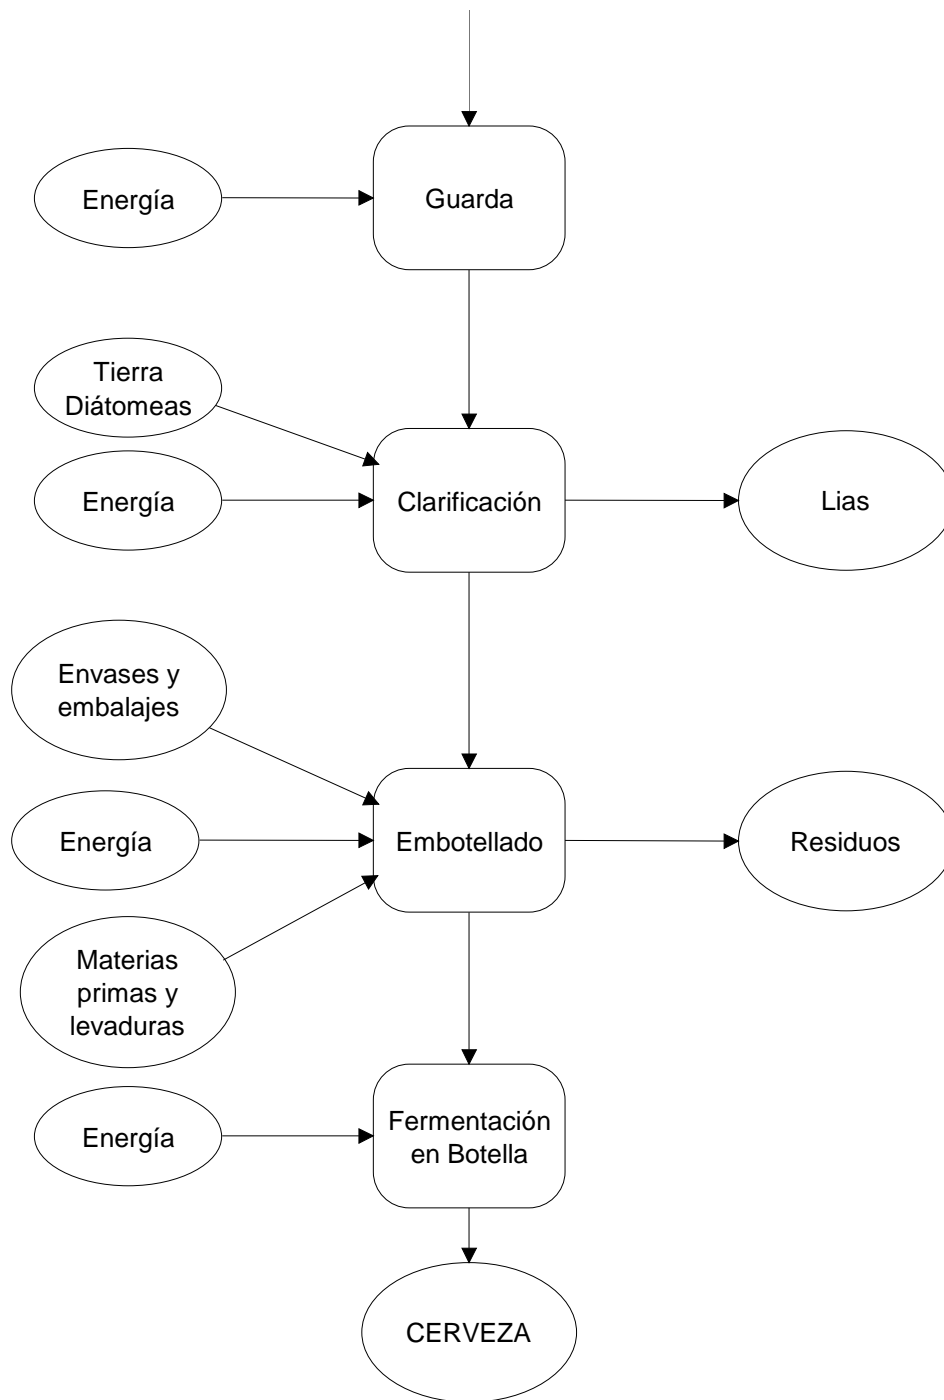 Energía
Guarda
Tierra
Diátomeas
Energía
Clarificación
Lias
Envases y
embalajes
Energía
Embotellado
Residuos
Materias
primas y
levaduras
Energía
Fermentación
en Botella
CERVEZA